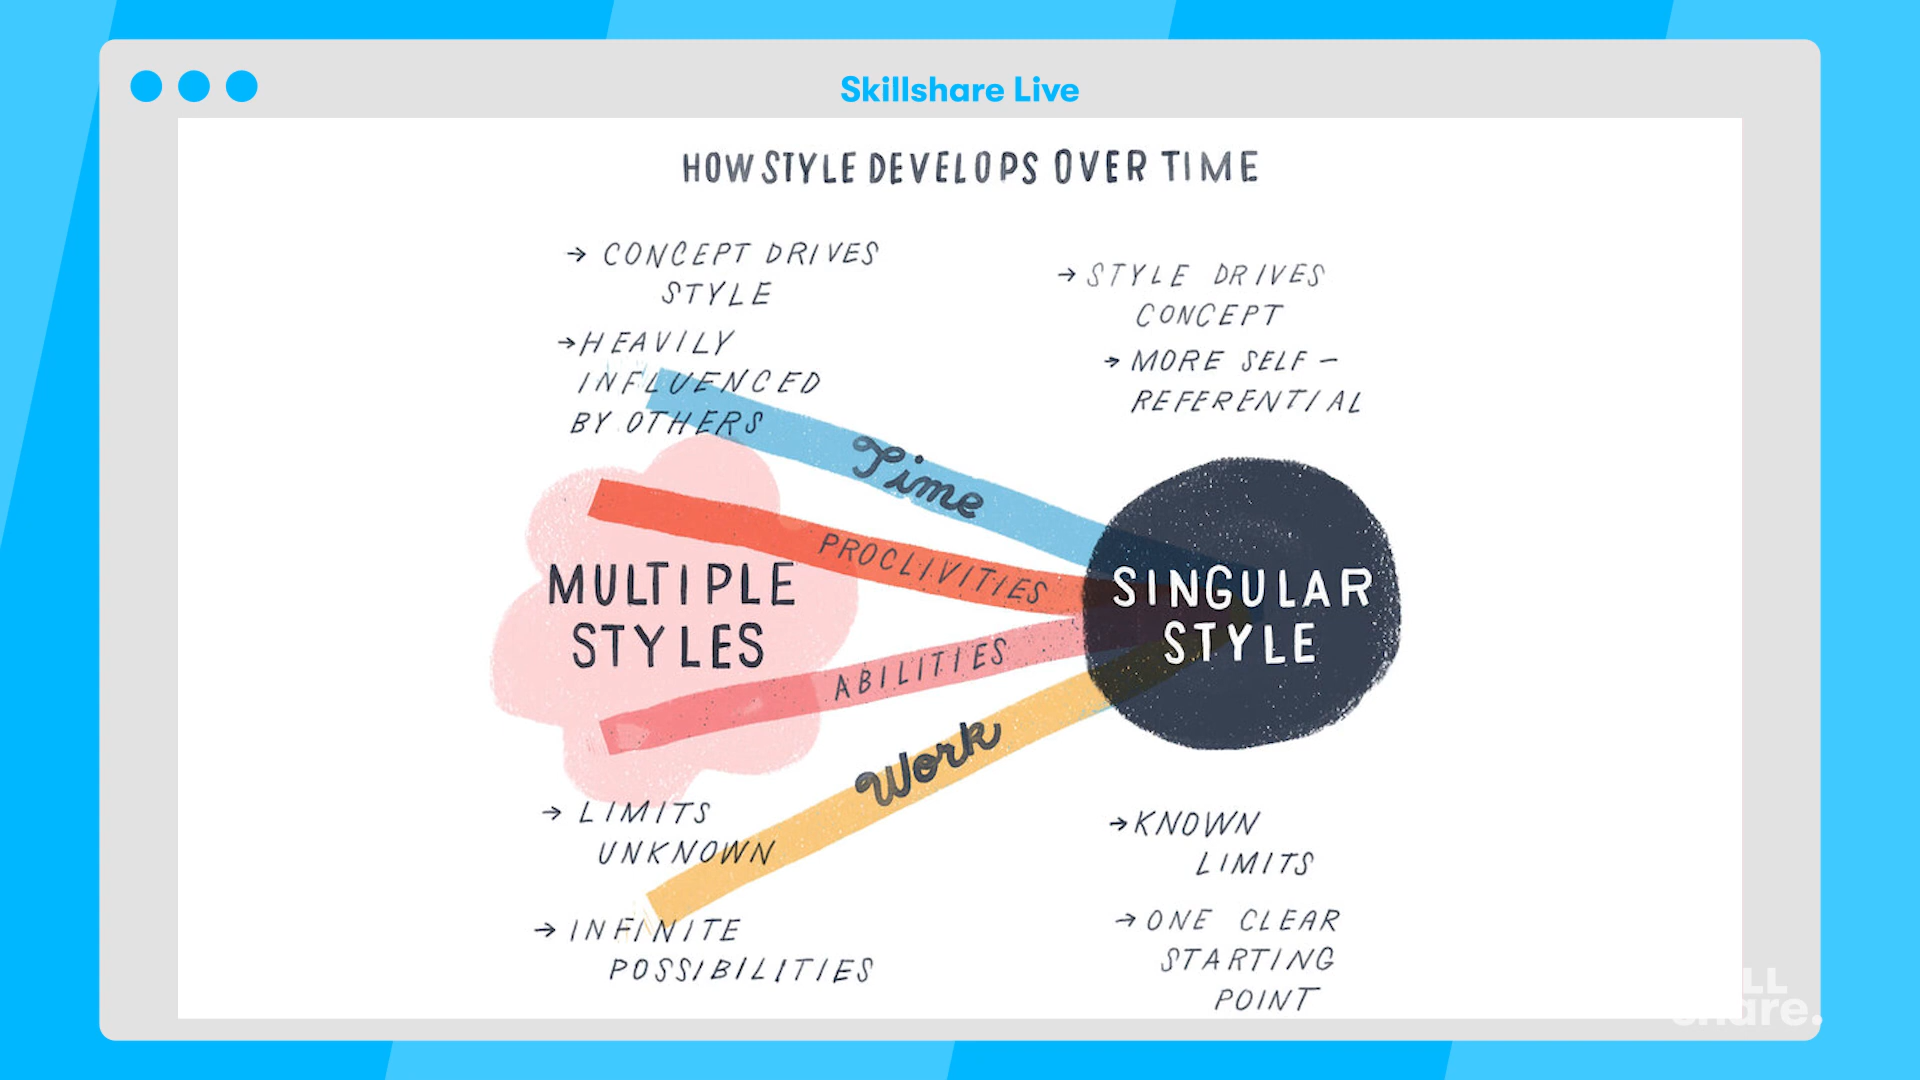 Skillshare Live
HOW STYLE DEVELOPS OVER TIME
→ CONCEPT DRIVES
STYLE
→ HEAVILY
INFLUENCED
BY OTHERS
→ STYLE DRIVES
CONCEPT
→ MORE SELF-
REFERENTIAL
Time
PROCLIVITIES
MULTIPLE
STYLES
SINGULAR
STYLE
ABILITIES
Work
→ LIMITS
UNKNOWN
→ INFINITE
POSSIBILITIES
→ KNOWN
LIMITS
→ ONE CLEAR
STARTING
POINT
share.